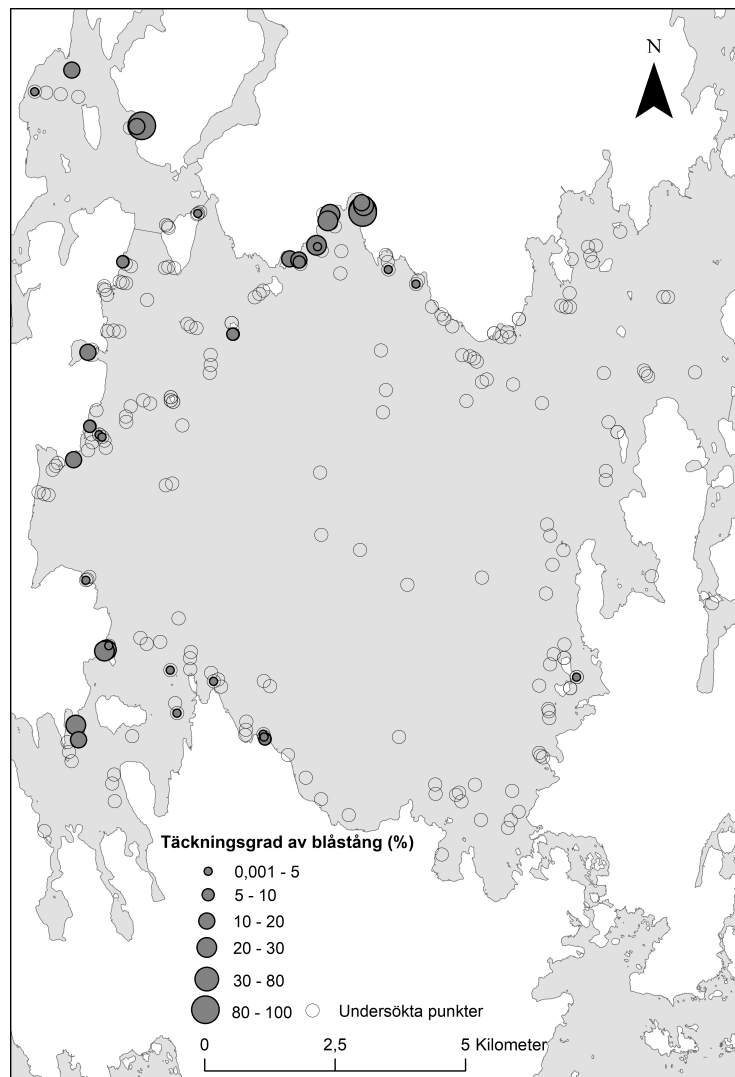 N
Täckningsgrad av blåstång (%)
0,001 - 5
5 - 10
10 - 20
20 - 30
30 - 80
80 - 100
Undersökta punkter
0 2,5 5 Kilometer